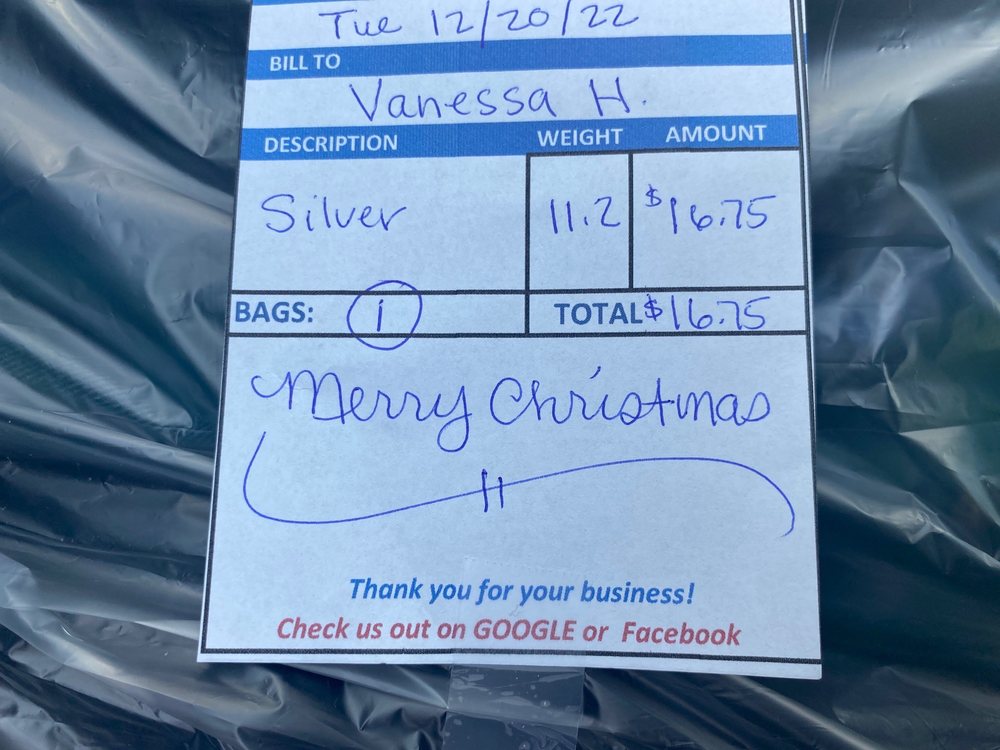 Tue 12/20/22
BILL TO
Vanessa H.
DESCRIPTION WEIGHT AMOUNT
Silver 11.2 $16.75
BAGS: 1 TOTAL $16.75
Merry Christmas
Thank you for your business!
Check us out on GOOGLE or Facebook